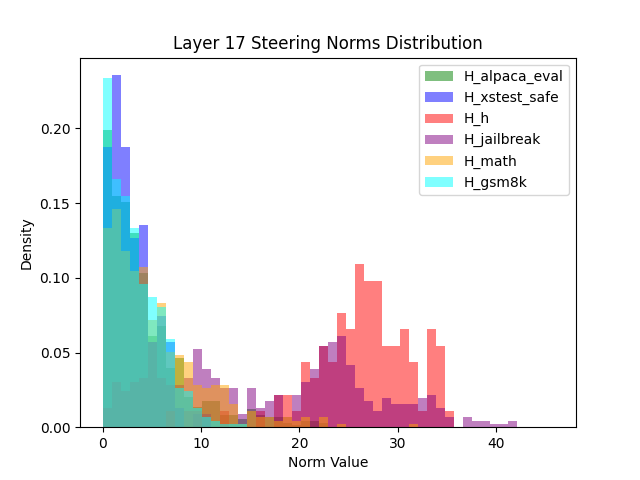 Layer 17 Steering Norms Distribution
H_alpaca_eval
H_xstest_safe
H_h
H_jailbreak
H_math
H_gsm8k
Density
0.20
0.15
0.10
0.05
0.00
0
10
20
30
40
Norm Value